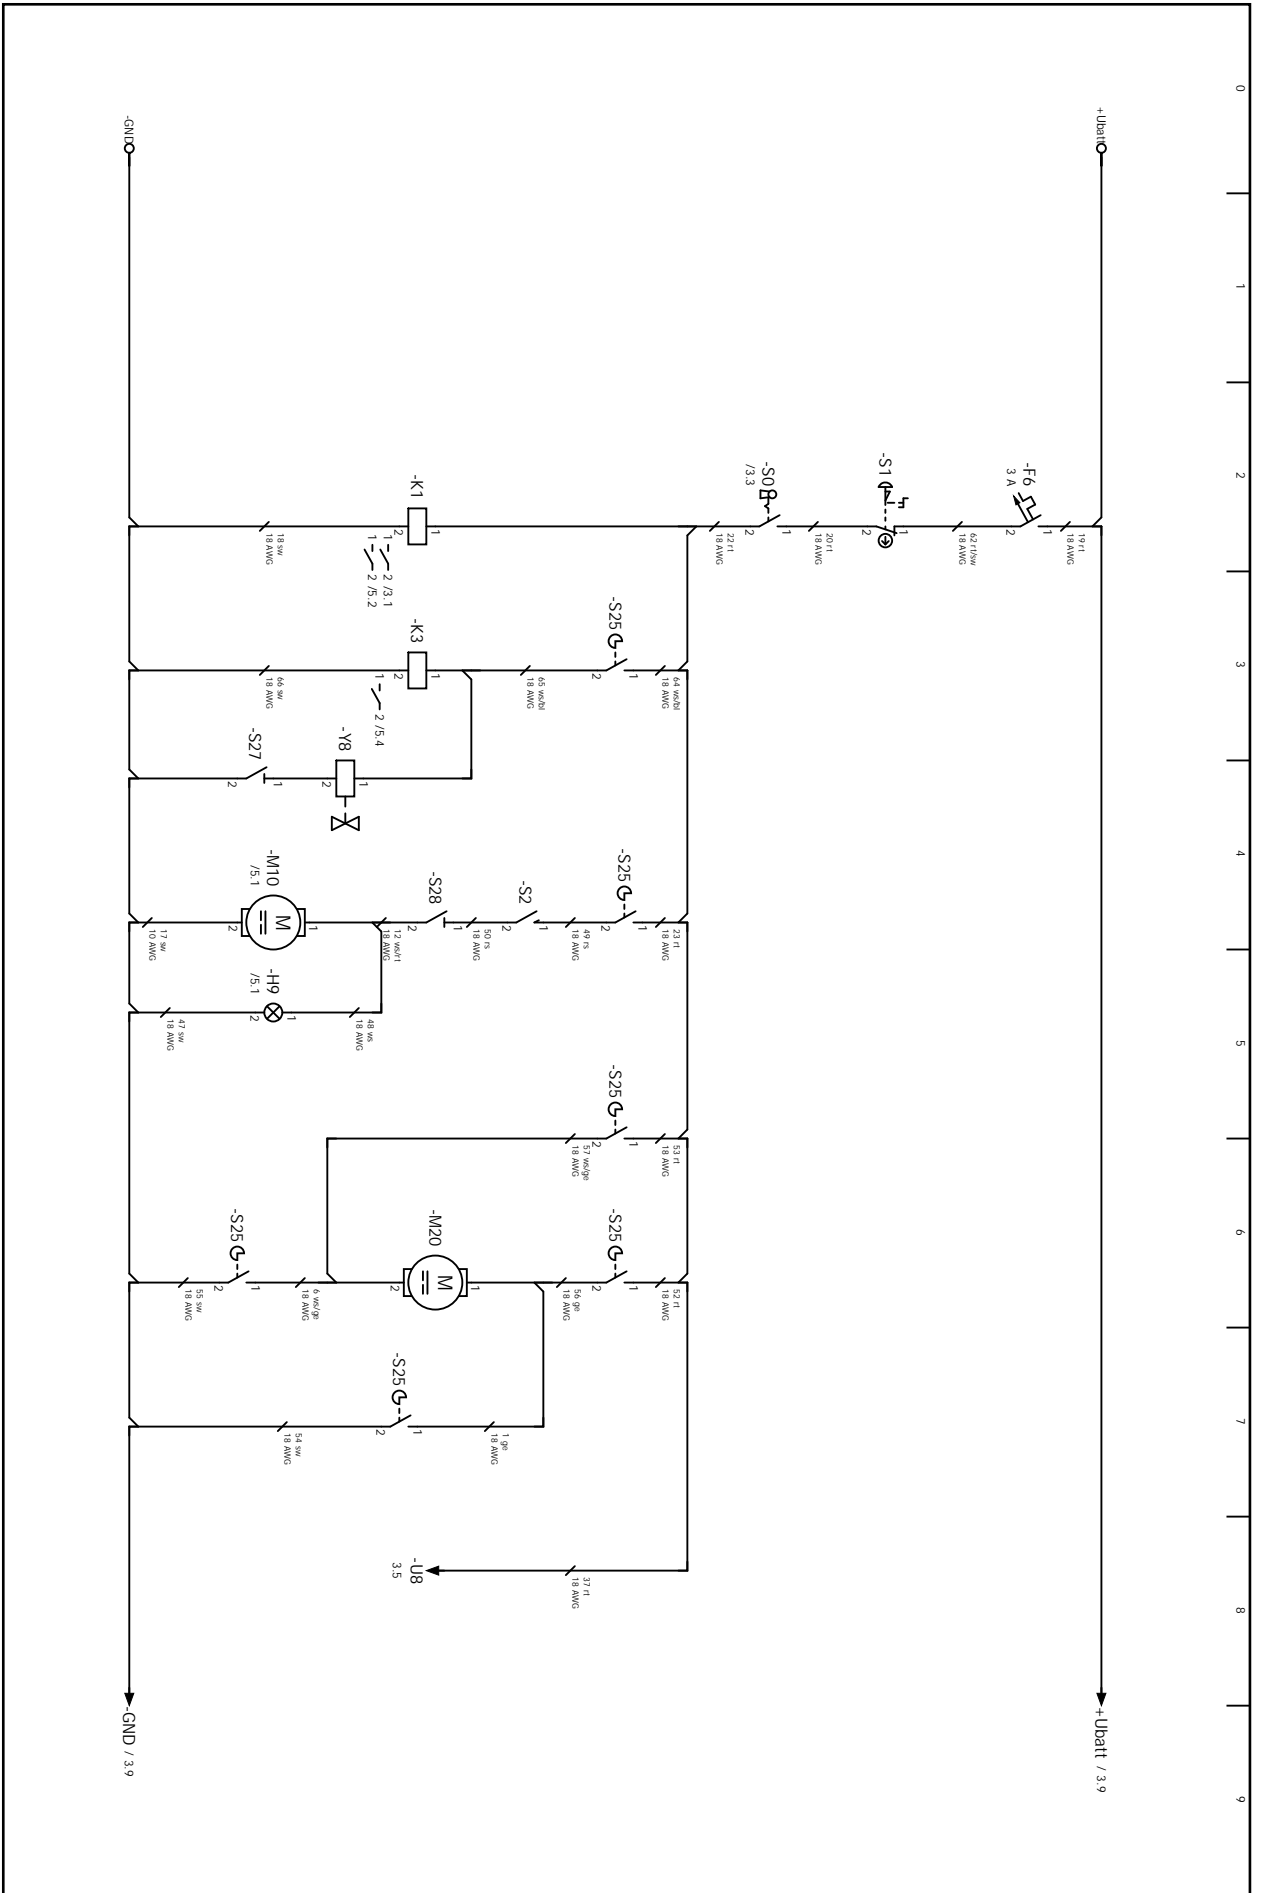 0
1
2
3
4
5
6
7
8
9
+Ubatt
+Ubatt / 3.9
19 rt
18 AWG
-F6
3 A
1
2
62 rt/sw
18 AWG
-S1
1
2
20 rt
18 AWG
-S0
/3.3
1
2
22 rt
18 AWG
-K1
1
2
1 2 /3.1
1 2 /5.2
18 sw
18 AWG
64 ws/bl
18 AWG
-S25
1
2
65 ws/bl
18 AWG
-K3
1
2
1 2 /5.4
66 sw
18 AWG
-Y8
1
2
-S27
1
2
23 rt
18 AWG
-S25
1
2
49 rs
18 AWG
-S2
1
2
50 rs
18 AWG
-S28
1
2
12 ws/rt
18 AWG
-M10
/5.1
M
1
2
17 sw
10 AWG
48 ws
18 AWG
-H9
/5.1
1
2
47 sw
18 AWG
53 rt
18 AWG
-S25
1
2
57 ws/ge
18 AWG
52 rt
18 AWG
-S25
1
2
56 ge
18 AWG
-M20
M
1
2
6 ws/ge
18 AWG
-S25
1
2
55 sw
18 AWG
1 ge
18 AWG
-S25
1
2
54 sw
18 AWG
37 rt
18 AWG
-U8
3.5
-GND
-GND / 3.9